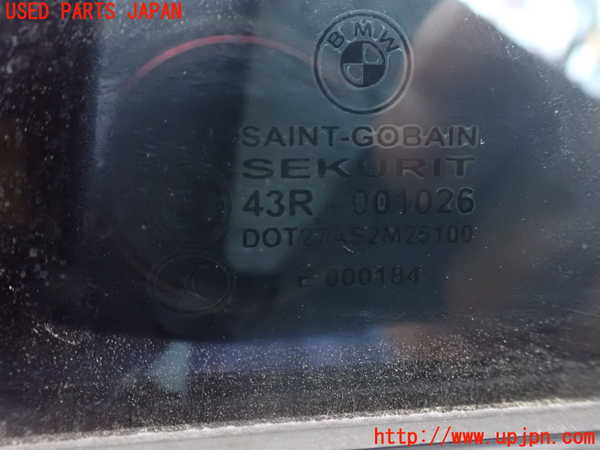 USED PARTS JAPAN
BMW
SAINT-GOBAIN
SEKURIT
43R 001026
000184
http://www.upjpn.com/